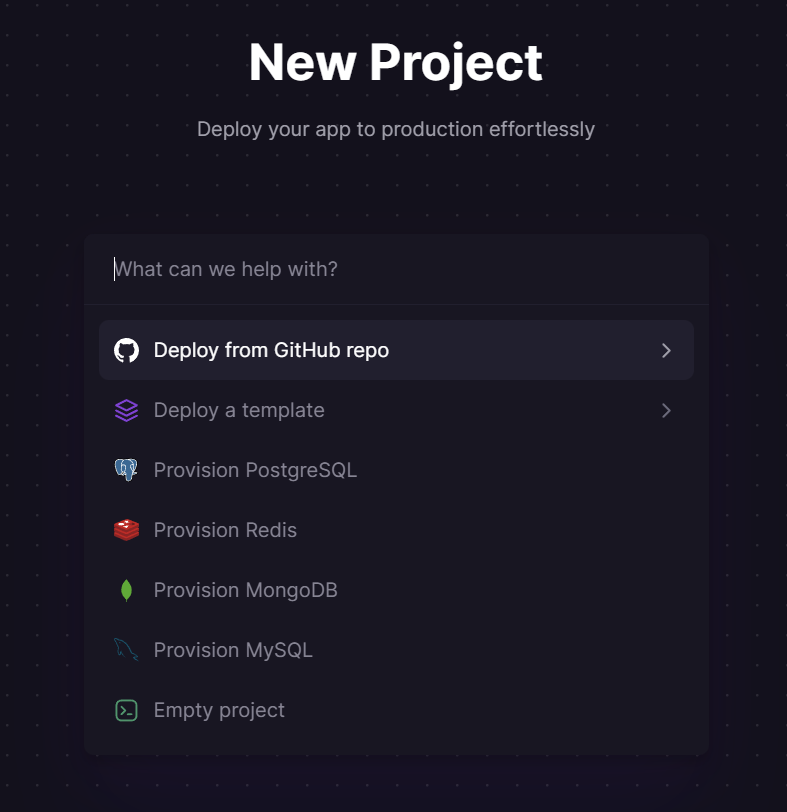 New Project
Deploy your app to production effortlessly
What can we help with?
Deploy from GitHub repo
Deploy a template
Provision PostgreSQL
Provision Redis
Provision MongoDB
Provision MySQL
Empty project